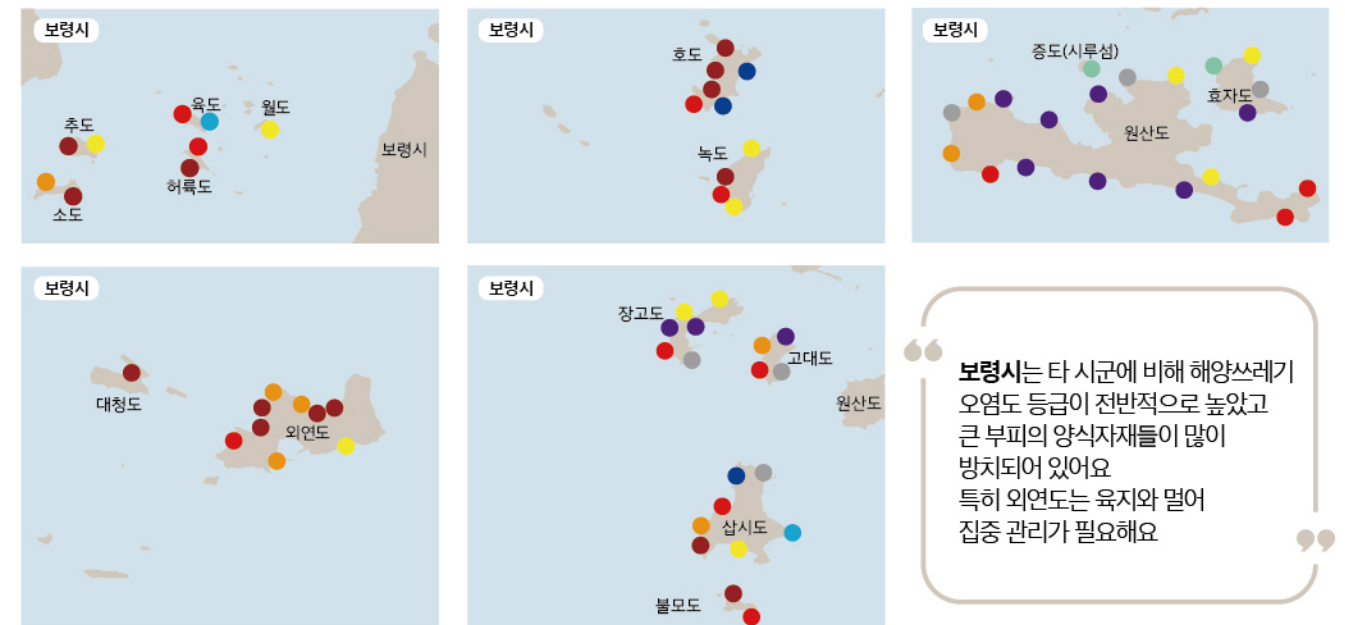 보령시
추도
육도
월도
보령시
허륙도
소도
보령시
호도
녹도
보령시
증도(시루섬)
효자도
원산도
보령시
대청도
외연도
보령시
장고도
고대도
원산도
삽시도
불모도
보령시는 타 시군에 비해 해양쓰레기
오염도 등급이 전반적으로 높았고
큰 부피의 양식자재들이 많이
방치되어 있어요
특히 외연도는 육지와 멀어
집중 관리가 필요해요